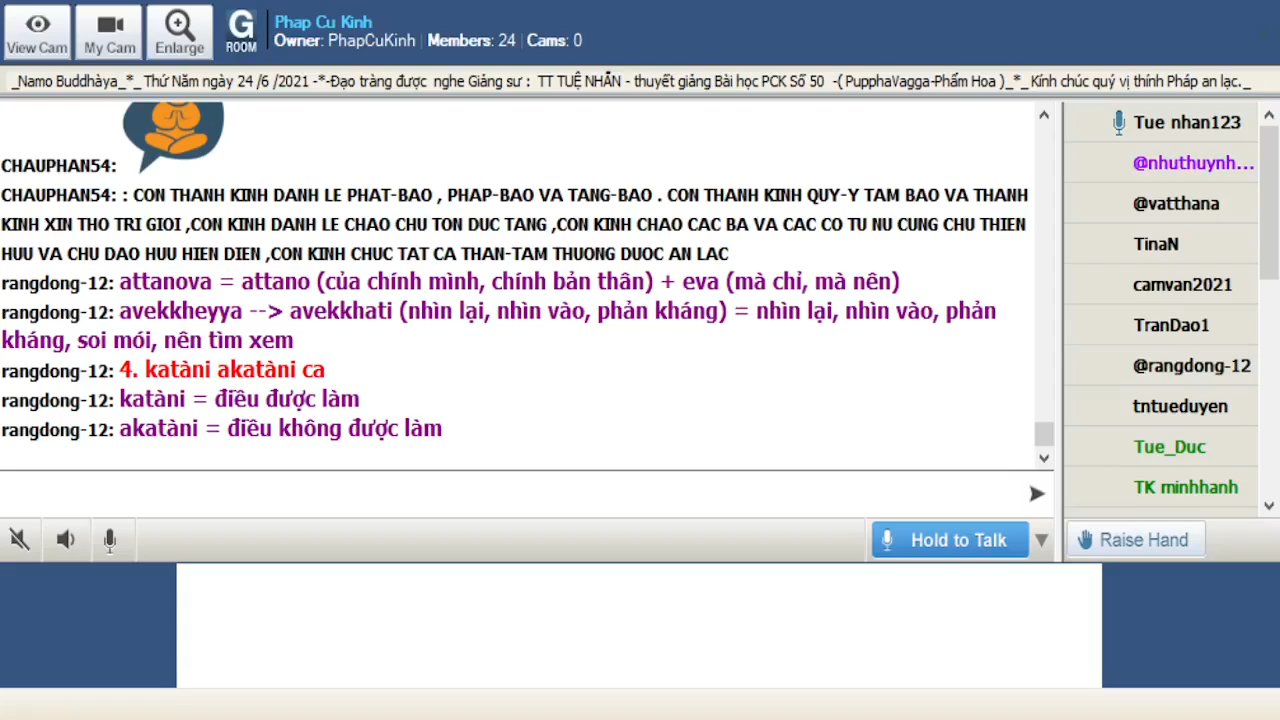 View Cam
My Cam
Enlarge
G
ROOM
Phap Cu Kinh
Owner: PhapCuKinh | Members: 24 | Cams: 0
_Namo Buddhàya_*_ Thứ Năm ngày 24 /6 /2021 -*-Đạo tràng được nghe Giảng sư : TT TUỆ NHẪN - thuyết giảng Bài học PCK Số 50 -( PupphaVagga-Phẩm Hoa )_*_ Kính chúc quý vị thính Pháp an lạc._
CHAUPHAN54:
CHAUPHAN54: : CON THANH KINH DANH LE PHAT-BAO , PHAP-BAO VA TANG-BAO . CON THANH KINH QUY-Y TAM BAO VA THANH
KINH XIN THO TRI GIOI ,CON KINH DANH LE CHAO CHU TON DUC TANG ,CON KINH CHAO CAC BA VA CAC CO TU NU CUNG CHU THIEN
HUU VA CHU DAO HUU HIEN DIEN ,CON KINH CHUC TAT CA THAN-TAM THUONG DUOC AN LAC
rangdong-12: attanova = attano (của chính mình, chính bản thân) + eva (mà chỉ, mà nên)
rangdong-12: avekkheyya --> avekkhati (nhìn lại, nhìn vào, phản kháng) = nhìn lại, nhìn vào, phản
kháng, soi mói, nên tìm xem
rangdong-12: 4. katàni akatàni ca
rangdong-12: katàni = điều được làm
rangdong-12: akatàni = điều không được làm
Tue nhan123
@nhuthuynh...
@vatthana
TinaN
camvan2021
TranDao1
@rangdong-12
tntueduyen
Tue_Duc
TK minhhanh
Hold to Talk
Raise Hand